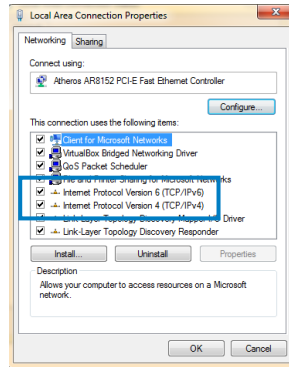 Local Area Connection Properties
Networking
Sharing
Connect using:
Atheros AR8152 PCI-E Fast Ethernet Controller
Configure...
This connection uses the following items:
Client for Microsoft Networks
VirtualBox Bridged Networking Driver
QoS Packet Scheduler
File and Printer Sharing for Microsoft Networks
Internet Protocol Version 6 (TCP/IPv6)
Internet Protocol Version 4 (TCP/IPv4)
Link-Layer Topology Discovery Mapper I/O Driver
Link-Layer Topology Discovery Responder
Install...
Uninstall
Properties
Description
Allows your computer to access resources on a Microsoft
network.
OK
Cancel